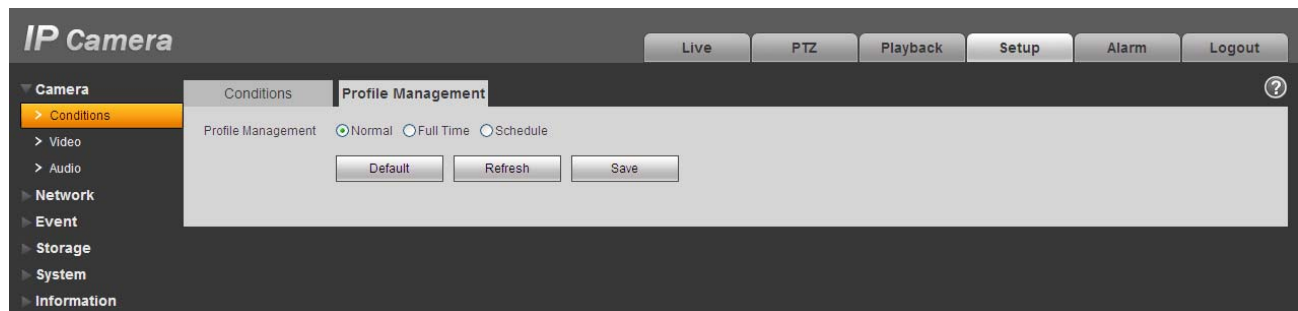 IP Camera
Live
PTZ
Playback
Setup
Alarm
Logout
Camera
> Conditions
> Video
> Audio
Network
Event
Storage
System
Information
Conditions
Profile Management
?
Profile Management Normal Full Time Schedule
Default
Refresh
Save